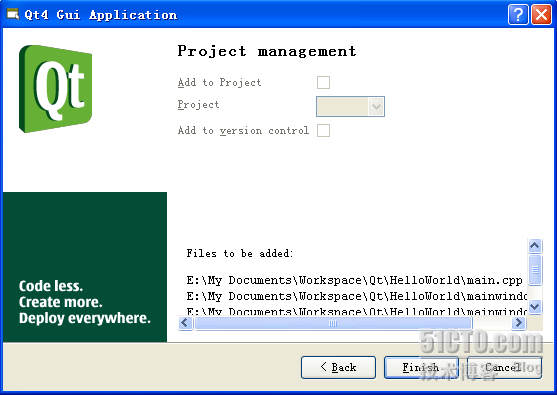 Qt4 Gui Application
Qt
Project management
Add to Project
Project
Add to version control
Files to be added:
E:\My Documents\Workspace\Qt\HelloWorld\main.cpp
E:\My Documents\Workspace\Qt\HelloWorld\mainwindo
E:\My Documents\Workspace\Qt\HelloWorld\mainwindo
Code less.
Create more.
Deploy everywhere.
< Back
Finish
Cancel
51CTO.com
技术博客 Blog